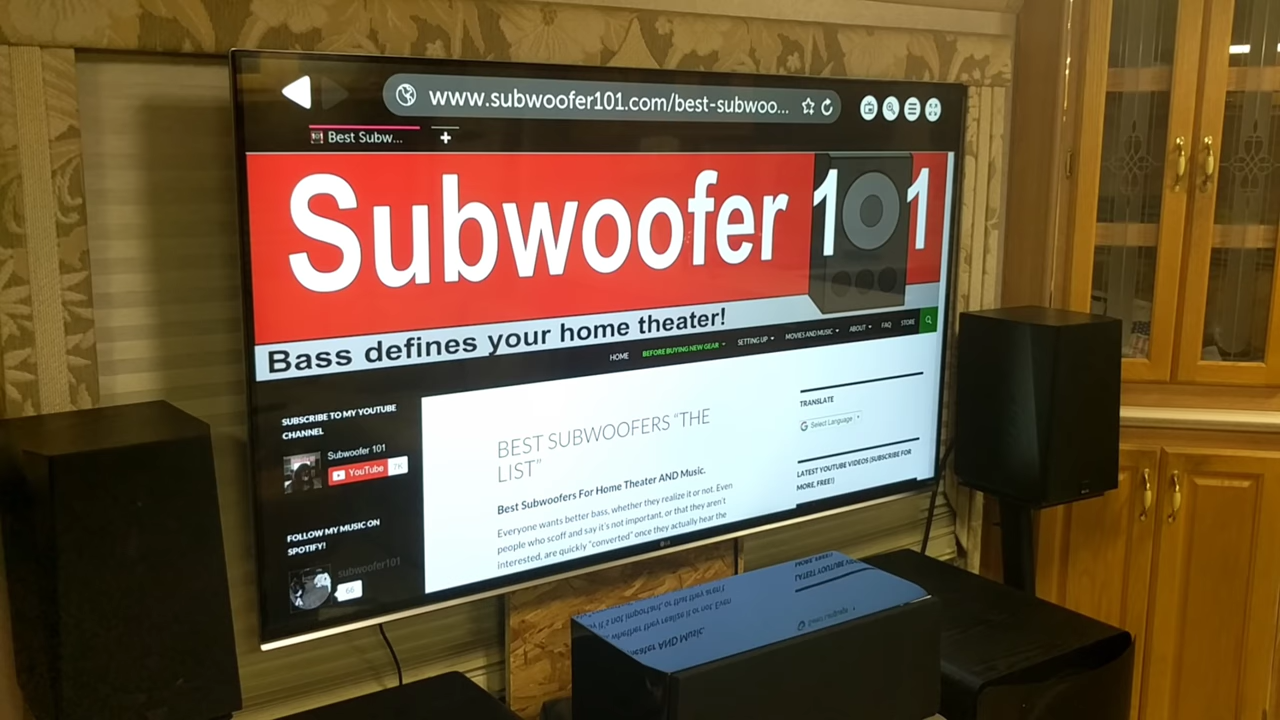 www.subwoofer101.com/best-subwoo...
Best Subw...
+
Subwoofer 101
Bass defines your home theater!
HOME BEFORE BUYING NEW GEAR SETTING UP MOVIES AND MUSIC ABOUT FAQ STORE
SUBSCRIBE TO MY YOUTUBE
CHANNEL
Subwoofer 101
YouTube 7K
FOLLOW MY MUSIC ON
SPOTIFY!
subwoofer101
66
BEST SUBWOOFERS “THE
LIST”
Best Subwoofers For Home Theater AND Music.
Everyone wants better bass, whether they realize it or not. Even
people who scoff and say it’s not important, or that they aren’t
interested, are quickly “converted” once they actually hear the
TRANSLATE
Select Language
LATEST YOUTUBE VIDEOS (SUBSCRIBE FOR
MORE, FREE!)
LG